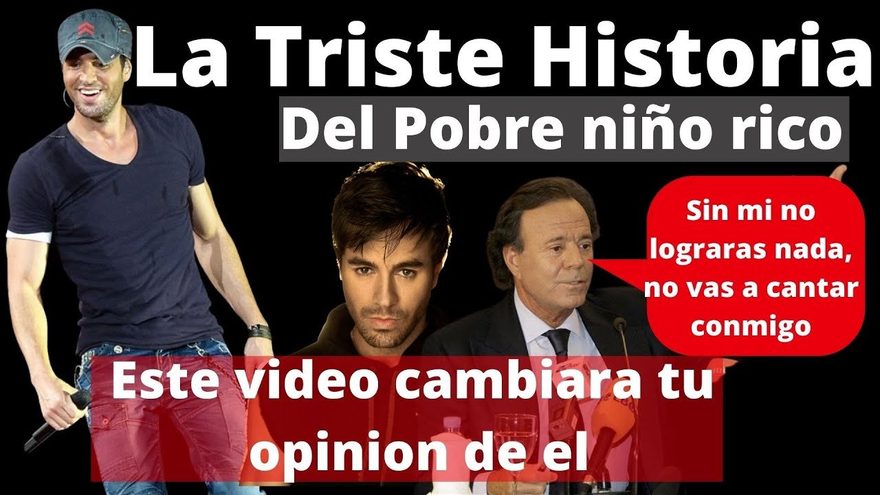 La Triste Historia
Del Pobre niño rico
Sin mi no
lograras nada,
no vas a cantar
conmigo
Este video cambiara tu
opinion de el